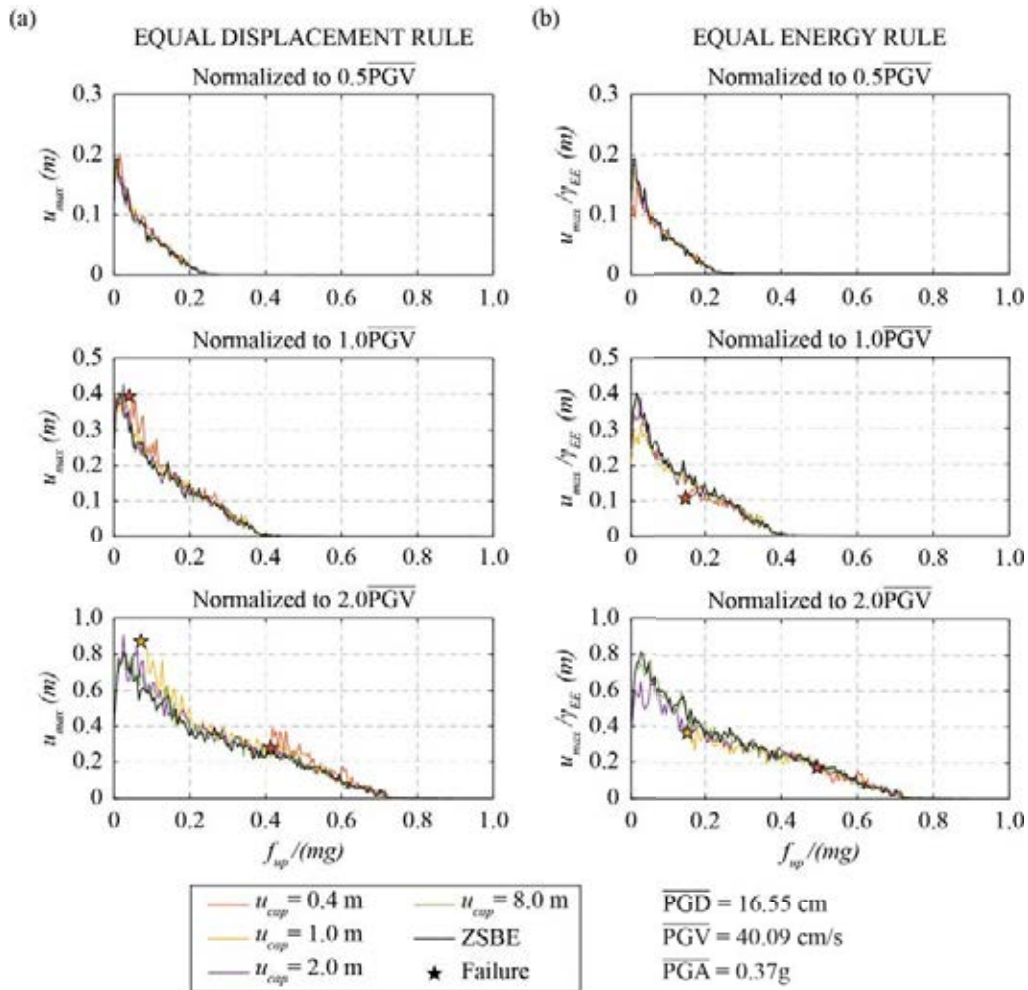 (a)
EQUAL DISPLACEMENT RULE
Normalized to 0.5P̅G̅V̅
0.3
0.2
0.1
0
u_max (m)
0 0.2 0.4 0.6 0.8 1.0
Normalized to 1.0P̅G̅V̅
0.5
0.4
0.3
0.2
0.1
0
u_max (m)
0 0.2 0.4 0.6 0.8 1.0
Normalized to 2.0P̅G̅V̅
1.0
0.8
0.6
0.4
0.2
0
u_max (m)
0 0.2 0.4 0.6 0.8 1.0
f_up/(mg)
(b)
EQUAL ENERGY RULE
Normalized to 0.5P̅G̅V̅
0.3
0.2
0.1
0
u_max/γ_EE (m)
0 0.2 0.4 0.6 0.8 1.0
Normalized to 1.0P̅G̅V̅
0.5
0.4
0.3
0.2
0.1
0
u_max/γ_EE (m)
0 0.2 0.4 0.6 0.8 1.0
Normalized to 2.0P̅G̅V̅
1.0
0.8
0.6
0.4
0.2
0
u_max/γ_EE (m)
0 0.2 0.4 0.6 0.8 1.0
f_up/(mg)
u_cap = 0.4 m
u_cap = 1.0 m
u_cap = 2.0 m
u_cap = 8.0 m
ZSBE
Failure
P̅G̅D̅ = 16.55 cm
P̅G̅V̅ = 40.09 cm/s
P̅G̅A̅ = 0.37g